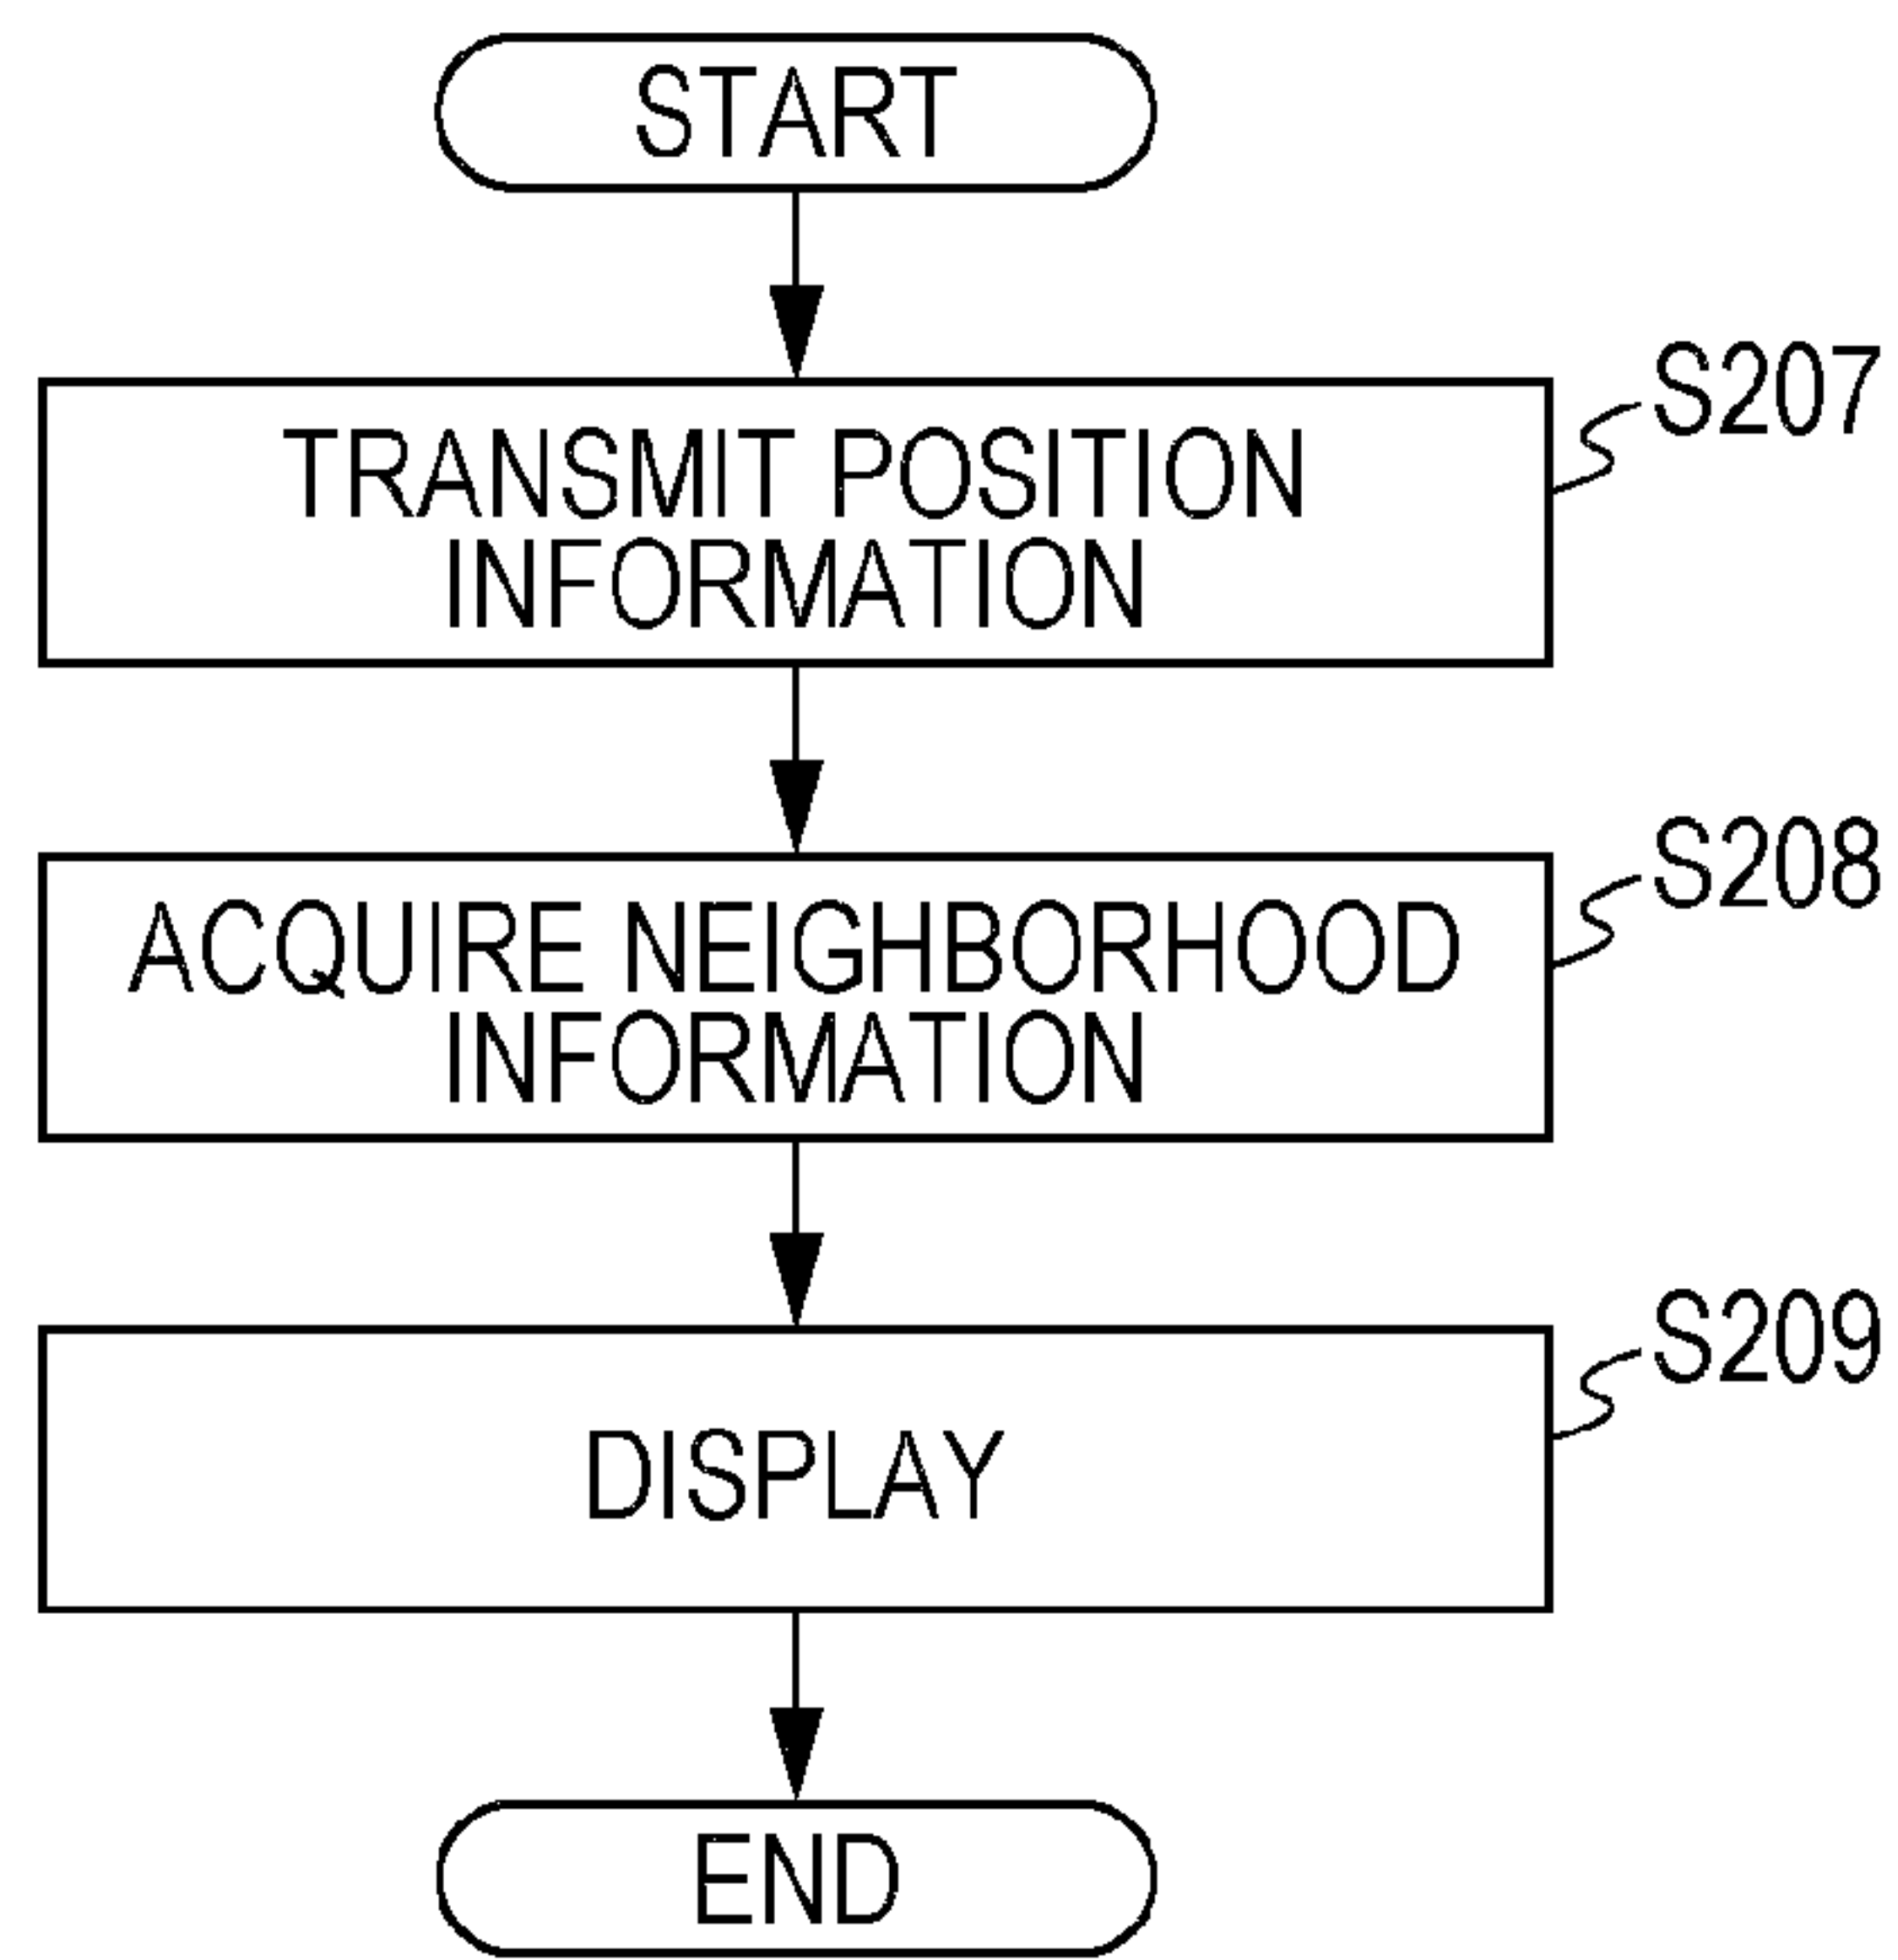 START
S207
TRANSMIT POSITION
INFORMATION
S208
ACQUIRE NEIGHBORHOOD
INFORMATION
S209
DISPLAY
END